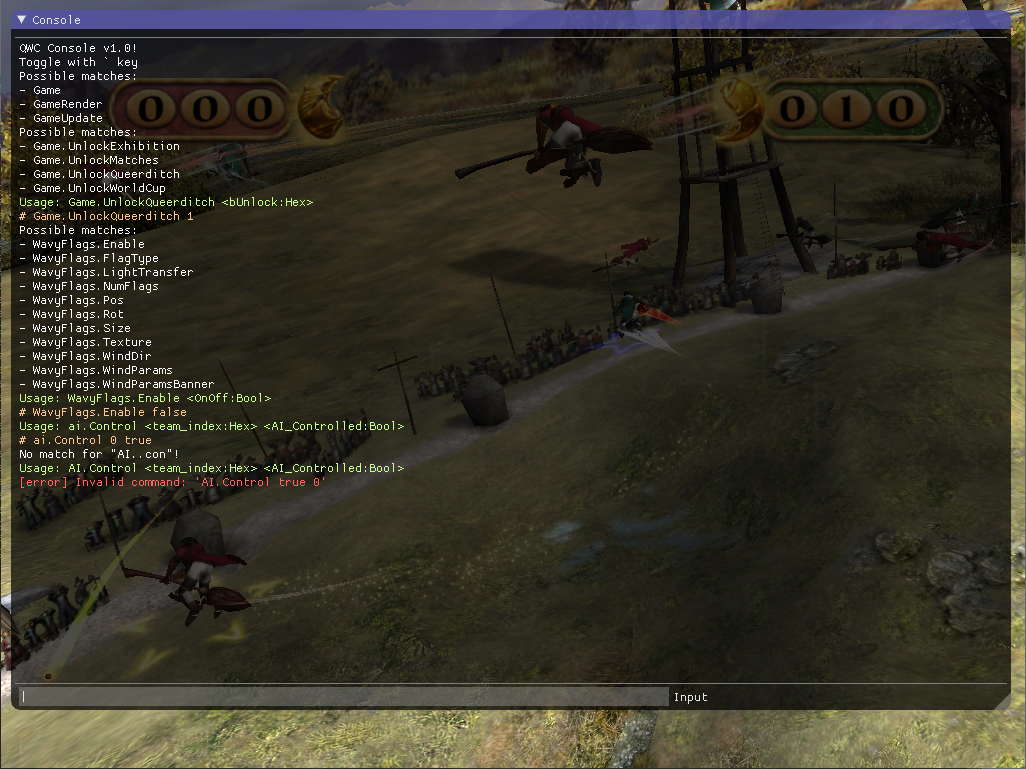 Console
QWC Console v1.0!
Toggle with ` key
Possible matches:
- Game
- GameRender
- GameUpdate
Possible matches:
- Game.UnlockExhibition
- Game.UnlockMatches
- Game.UnlockQueerditch
- Game.UnlockWorldCup
Usage: Game.UnlockQueerditch <bUnlock:Hex>
# Game.UnlockQueerditch 1
Possible matches:
- WavyFlags.Enable
- WavyFlags.FlagType
- WavyFlags.LightTransfer
- WavyFlags.NumFlags
- WavyFlags.Pos
- WavyFlags.Rot
- WavyFlags.Size
- WavyFlags.Texture
- WavyFlags.WindDir
- WavyFlags.WindParams
- WavyFlags.WindParamsBanner
Usage: WavyFlags.Enable <OnOff:Bool>
# WavyFlags.Enable false
Usage: ai.Control <team_index:Hex> <AI_Controlled:Bool>
# ai.Control 0 true
No match for "AI..con"!
Usage: AI.Control <team_index:Hex> <AI_Controlled:Bool>
[error] Invalid command: 'AI.Control true 0'
000
010
Input